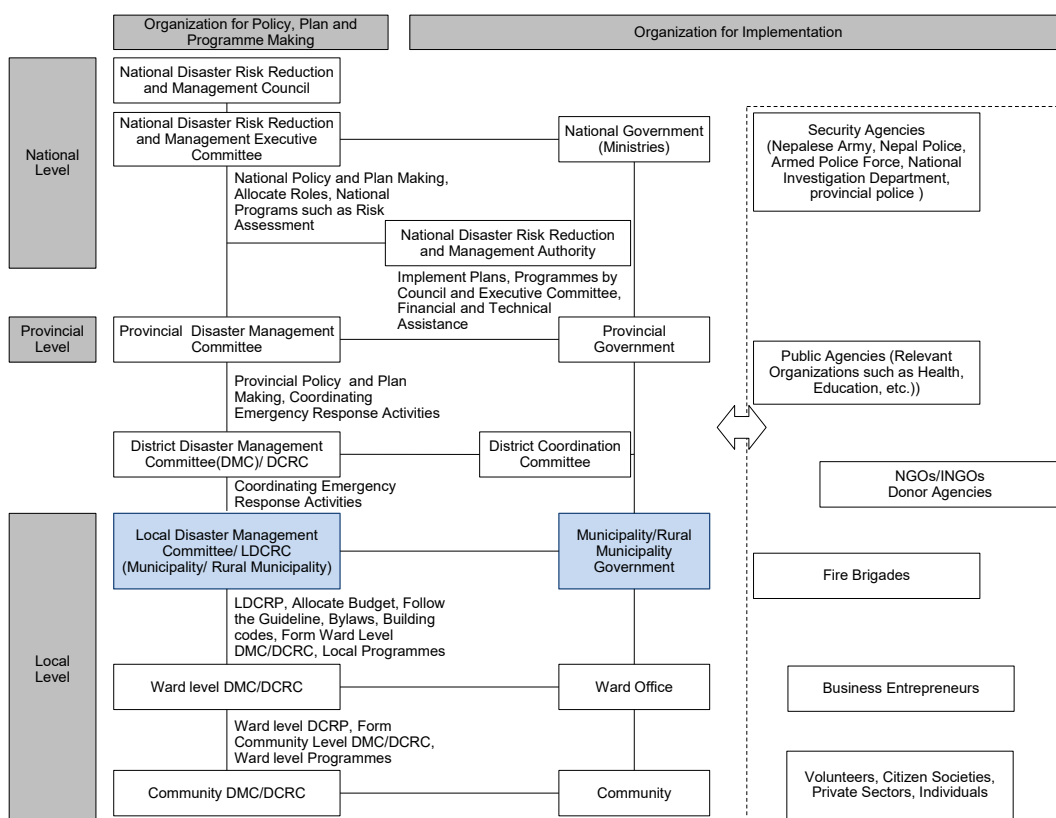 Organization for Policy, Plan and
Programme Making
Organization for Implementation
National
Level
National Disaster Risk Reduction
and Management Council
National Disaster Risk Reduction
and Management Executive
Committee
National Government
(Ministries)
Security Agencies
(Nepalese Army, Nepal Police,
Armed Police Force, National
Investigation Department,
provincial police )
National Policy and Plan Making,
Allocate Roles, National
Programs such as Risk
Assessment
National Disaster Risk Reduction
and Management Authority
Implement Plans, Programmes by
Council and Executive Committee,
Financial and Technical
Assistance
Provincial
Level
Provincial Disaster Management
Committee
Provincial
Government
Public Agencies (Relevant
Organizations such as Health,
Education, etc.))
Provincial Policy and Plan
Making, Coordinating
Emergency Response Activities
District Disaster Management
Committee(DMC)/ DCRC
District Coordination
Committee
NGOs/INGOs
Donor Agencies
Coordinating Emergency
Response Activities
Local
Level
Local Disaster Management
Committee/ LDCRC
(Municipality/ Rural Municipality)
Municipality/Rural
Municipality
Government
Fire Brigades
LDCRP, Allocate Budget, Follow
the Guideline, Bylaws, Building
codes, Form Ward Level
DMC/DCRC, Local Programmes
Ward level DMC/DCRC
Ward Office
Business Entrepreneurs
Ward level DCRP, Form
Community Level DMC/DCRC,
Ward level Programmes
Community DMC/DCRC
Community
Volunteers, Citizen Societies,
Private Sectors, Individuals